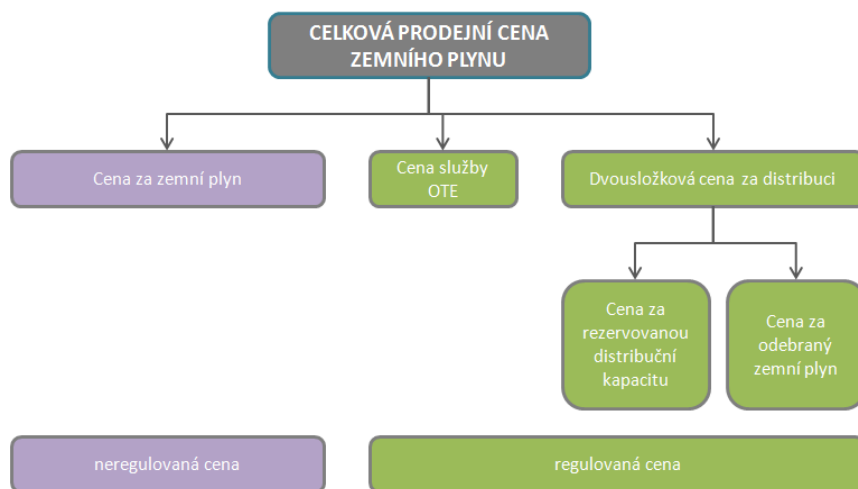 CELKOVÁ PRODEJNÍ CENA
ZEMNÍHO PLYNU
Cena za zemní plyn
Cena služby
OTE
Dvousložková cena za distribuci
Cena za
rezervovanou
distribuční
kapacitu
Cena za
odebraný
zemní plyn
neregulovaná cena
regulovaná cena